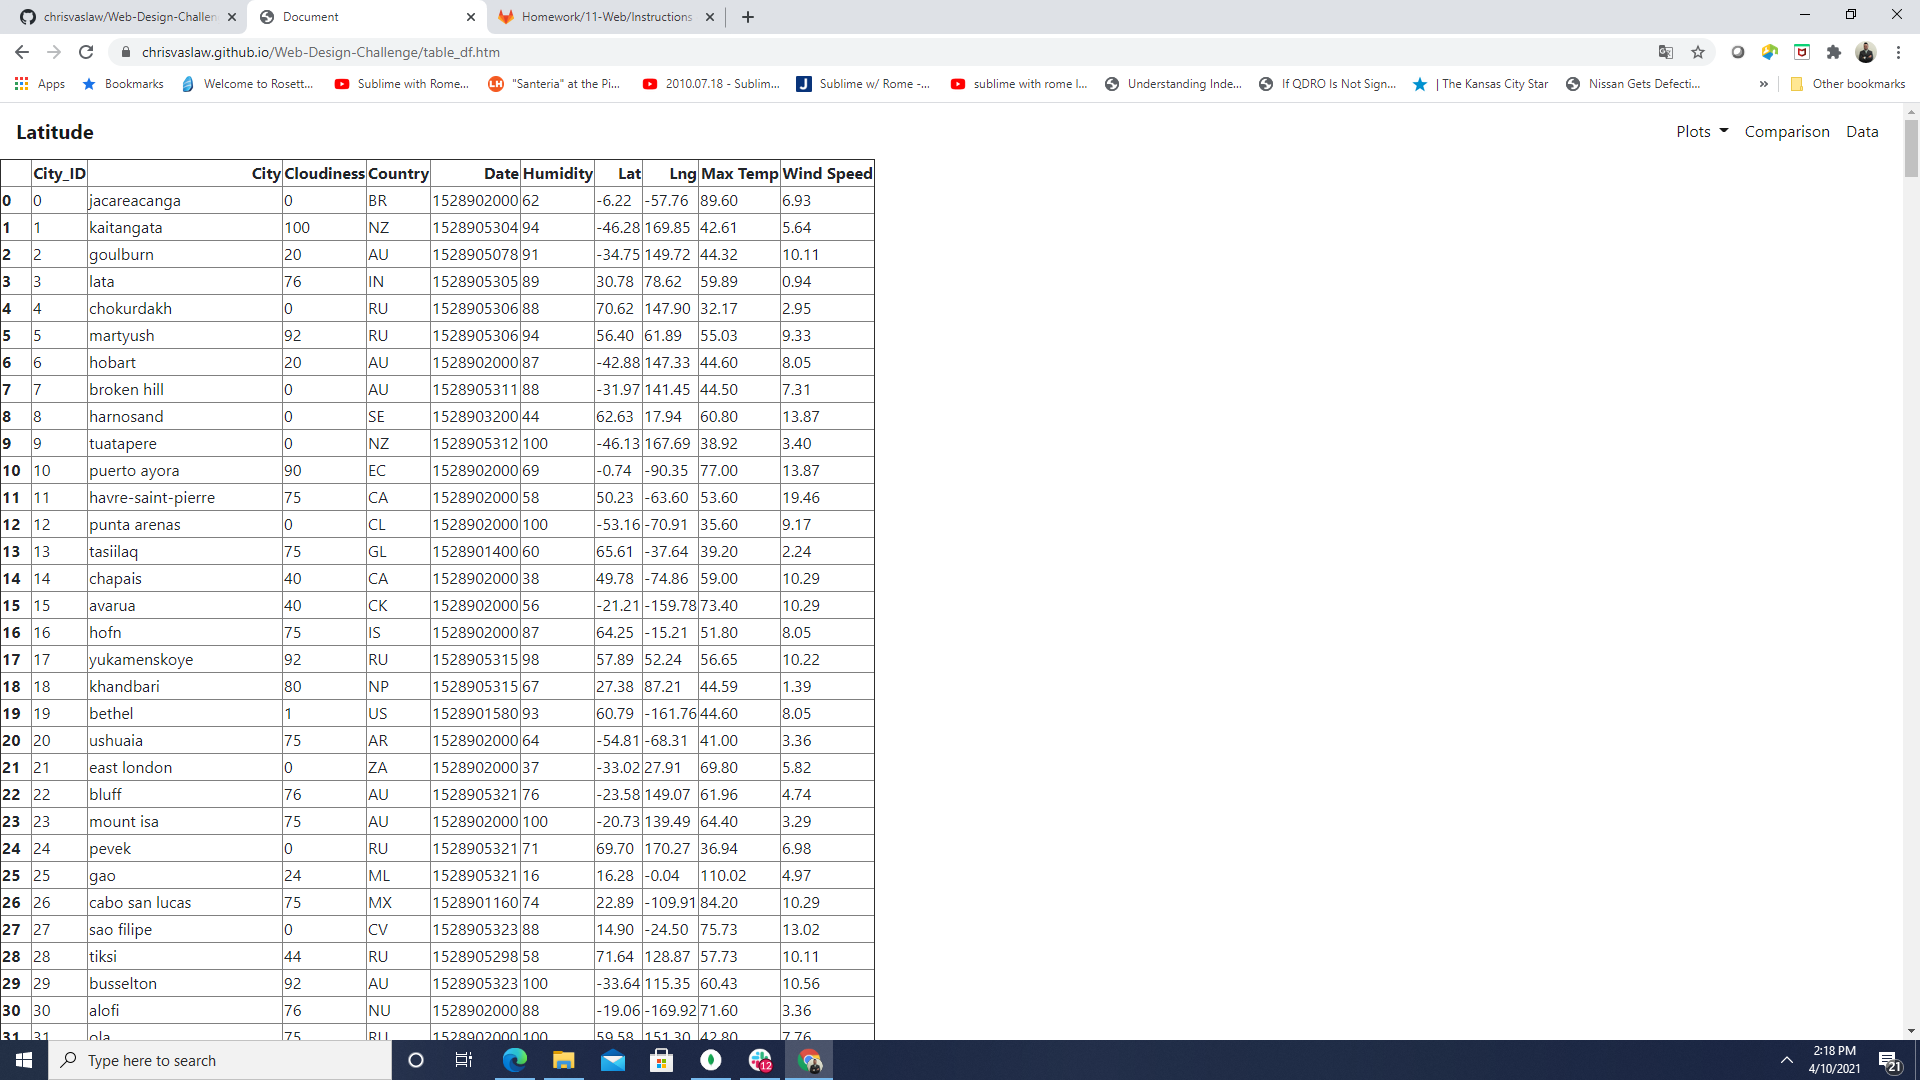 chrisvaslaw/Web-Design-Challen
Document
Homework/11-Web/Instructions
chrisvaslaw.github.io/Web-Design-Challenge/table_df.htm
Apps Bookmarks Welcome to Rosett... Sublime with Rome... LH "Santeria" at the Pi... 2010.07.18 - Sublim... J Sublime w/ Rome -... sublime with rome l... Understanding Inde... If QDRO Is Not Sign... | The Kansas City Star Nissan Gets Defecti... » Other bookmarks
Latitude Plots Comparison Data
City_ID City Cloudiness Country Date Humidity Lat Lng Max Temp Wind Speed
0 0 jacareacanga 0 BR 1528902000 62 -6.22 -57.76 89.60 6.93
1 1 kaitangata 100 NZ 1528905304 94 -46.28 169.85 42.61 5.64
2 2 goulburn 20 AU 1528905078 91 -34.75 149.72 44.32 10.11
3 3 lata 76 IN 1528905305 89 30.78 78.62 59.89 0.94
4 4 chokurdakh 0 RU 1528905306 88 70.62 147.90 32.17 2.95
5 5 martyush 92 RU 1528905306 94 56.40 61.89 55.03 9.33
6 6 hobart 20 AU 1528902000 87 -42.88 147.33 44.60 8.05
7 7 broken hill 0 AU 1528905311 88 -31.97 141.45 44.50 7.31
8 8 harnosand 0 SE 1528903200 44 62.63 17.94 60.80 13.87
9 9 tuatapere 0 NZ 1528905312 100 -46.13 167.69 38.92 3.40
10 10 puerto ayora 90 EC 1528902000 69 -0.74 -90.35 77.00 13.87
11 11 havre-saint-pierre 75 CA 1528902000 58 50.23 -63.60 53.60 19.46
12 12 punta arenas 0 CL 1528902000 100 -53.16 -70.91 35.60 9.17
13 13 tasiilaq 75 GL 1528901400 60 65.61 -37.64 39.20 2.24
14 14 chapais 40 CA 1528902000 38 49.78 -74.86 59.00 10.29
15 15 avarua 40 CK 1528902000 56 -21.21 -159.78 73.40 10.29
16 16 hofn 75 IS 1528902000 87 64.25 -15.21 51.80 8.05
17 17 yukamenskoye 92 RU 1528905315 98 57.89 52.24 56.65 10.22
18 18 khandbari 80 NP 1528905315 67 27.38 87.21 44.59 1.39
19 19 bethel 1 US 1528901580 93 60.79 -161.76 44.60 8.05
20 20 ushuaia 75 AR 1528902000 64 -54.81 -68.31 41.00 3.36
21 21 east london 0 ZA 1528902000 37 -33.02 27.91 69.80 5.82
22 22 bluff 76 AU 1528905321 76 -23.58 149.07 61.96 4.74
23 23 mount isa 75 AU 1528902000 100 -20.73 139.49 64.40 3.29
24 24 pevek 0 RU 1528905321 71 69.70 170.27 36.94 6.98
25 25 gao 24 ML 1528905321 16 16.28 -0.04 110.02 4.97
26 26 cabo san lucas 75 MX 1528901160 74 22.89 -109.91 84.20 10.29
27 27 sao filipe 0 CV 1528905323 88 14.90 -24.50 75.73 13.02
28 28 tiksi 44 RU 1528905298 58 71.64 128.87 57.73 10.11
29 29 busselton 92 AU 1528905323 100 -33.64 115.35 60.43 10.56
30 30 alofi 76 NU 1528902000 88 -19.06 -169.92 71.60 3.36
31 31 ola 75 RU 1528902000 100 59.58 151.30 42.80 7.76
Type here to search
12
2:18 PM
4/10/2021
21